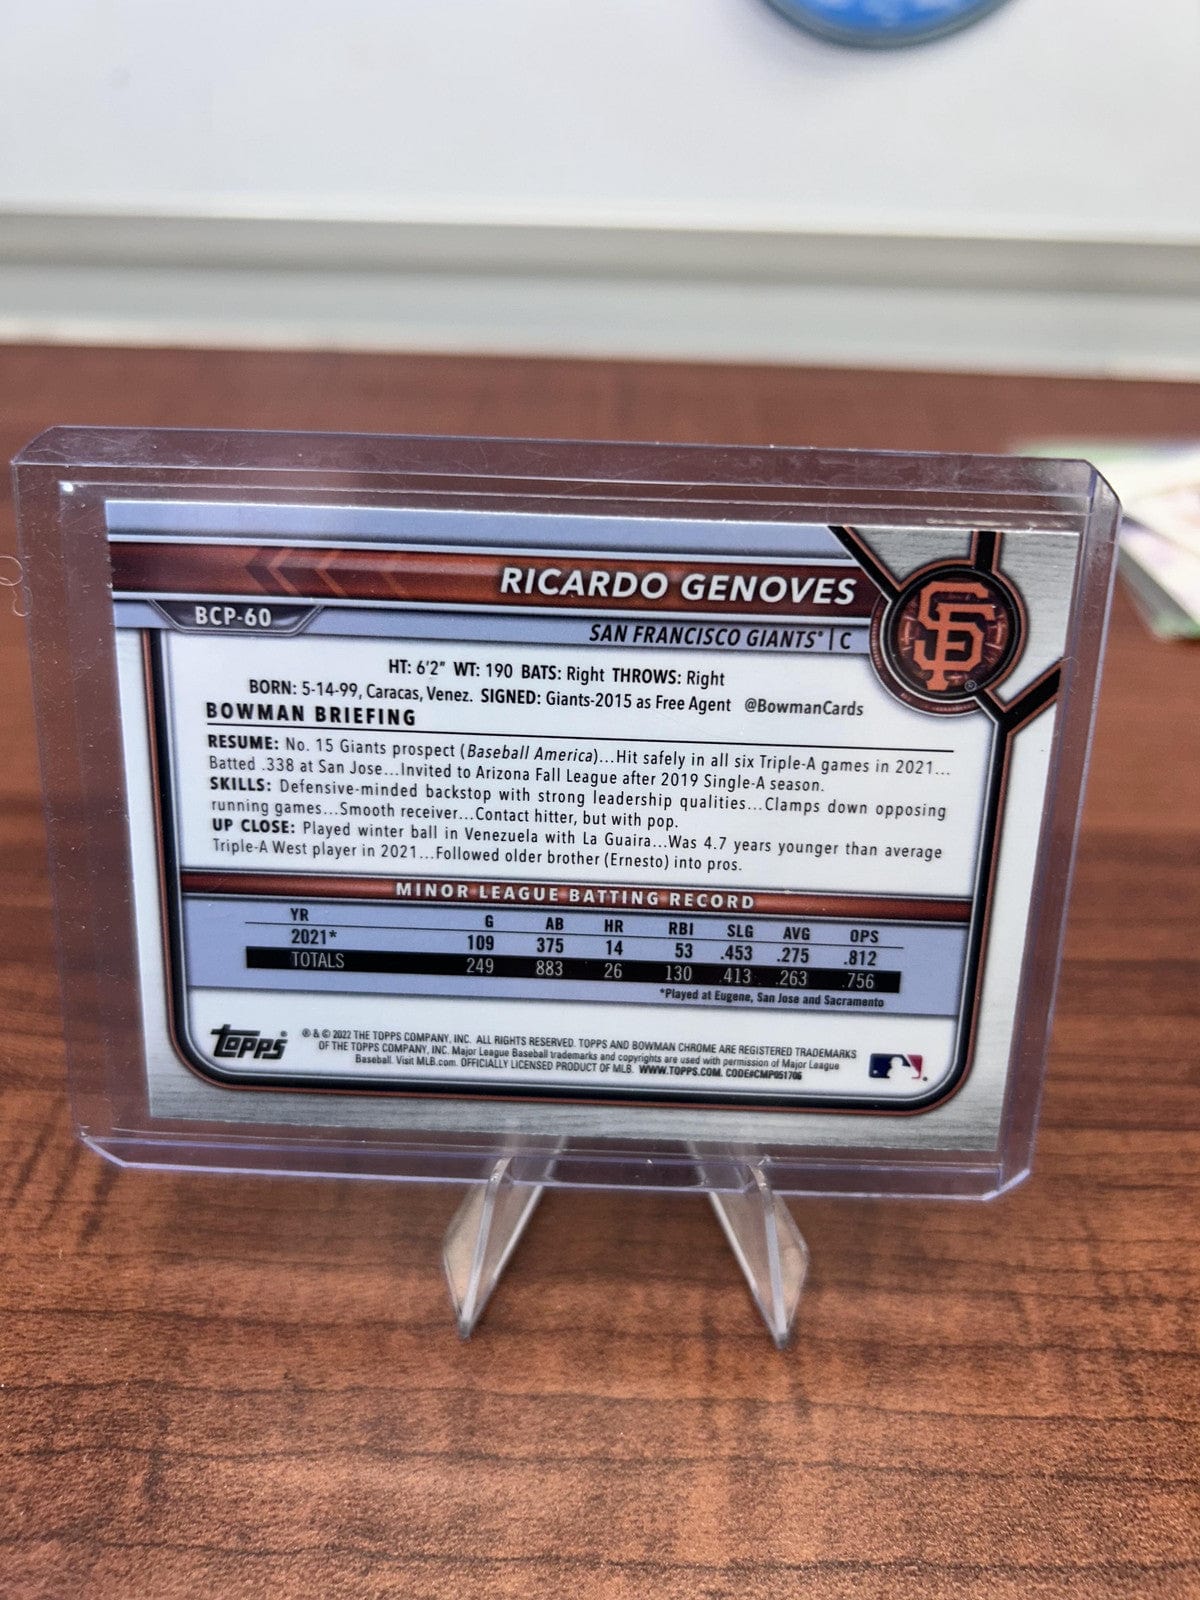 RICARDO GENOVES
BCP-60
SAN FRANCISCO GIANTS® | C
SF
®
HT: 6'2" WT: 190 BATS: Right THROWS: Right
BORN: 5-14-99, Caracas, Venez. SIGNED: Giants-2015 as Free Agent @BowmanCards
BOWMAN BRIEFING
RESUME: No. 15 Giants prospect (Baseball America)...Hit safely in all six Triple-A games in 2021...
Batted .338 at San Jose...Invited to Arizona Fall League after 2019 Single-A season.
SKILLS: Defensive-minded backstop with strong leadership qualities...Clamps down opposing
running games...Smooth receiver...Contact hitter, but with pop.
UP CLOSE: Played winter ball in Venezuela with La Guaira...Was 4.7 years younger than average
Triple-A West player in 2021...Followed older brother (Ernesto) into pros.
MINOR LEAGUE BATTING RECORD
YR G AB HR RBI SLG AVG OPS
2021* 109 375 14 53 .453 .275 .812
TOTALS 249 883 26 130 .413 .263 .756
*Played at Eugene, San Jose and Sacramento
Topps®
® & © 2022 THE TOPPS COMPANY, INC. ALL RIGHTS RESERVED. TOPPS AND BOWMAN CHROME ARE REGISTERED TRADEMARKS
OF THE TOPPS COMPANY, INC. Major League Baseball trademarks and copyrights are used with permission of Major League
Baseball. Visit MLB.com. OFFICIALLY LICENSED PRODUCT OF MLB. WWW.TOPPS.COM. CODE#CMP051706